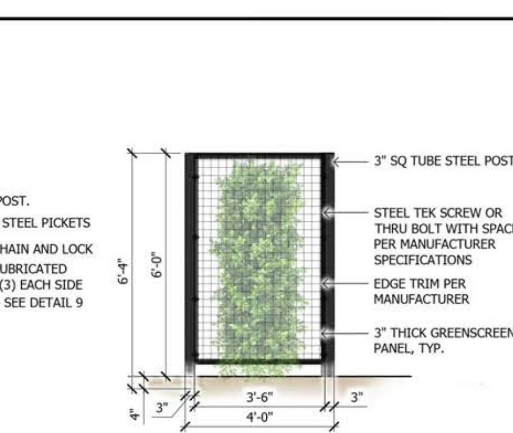 POST.
STEEL PICKETS
HAIN AND LOCK
UBRICATED
(3) EACH SIDE
SEE DETAIL 9
6'-4"
6'-0"
3" SQ TUBE STEEL POST
STEEL TEK SCREW OR
THRU BOLT WITH SPAC
PER MANUFACTURER
SPECIFICATIONS
EDGE TRIM PER
MANUFACTURER
3" THICK GREENSCREEN
PANEL, TYP.
4"
3"
3'-6"
3"
4'-0"